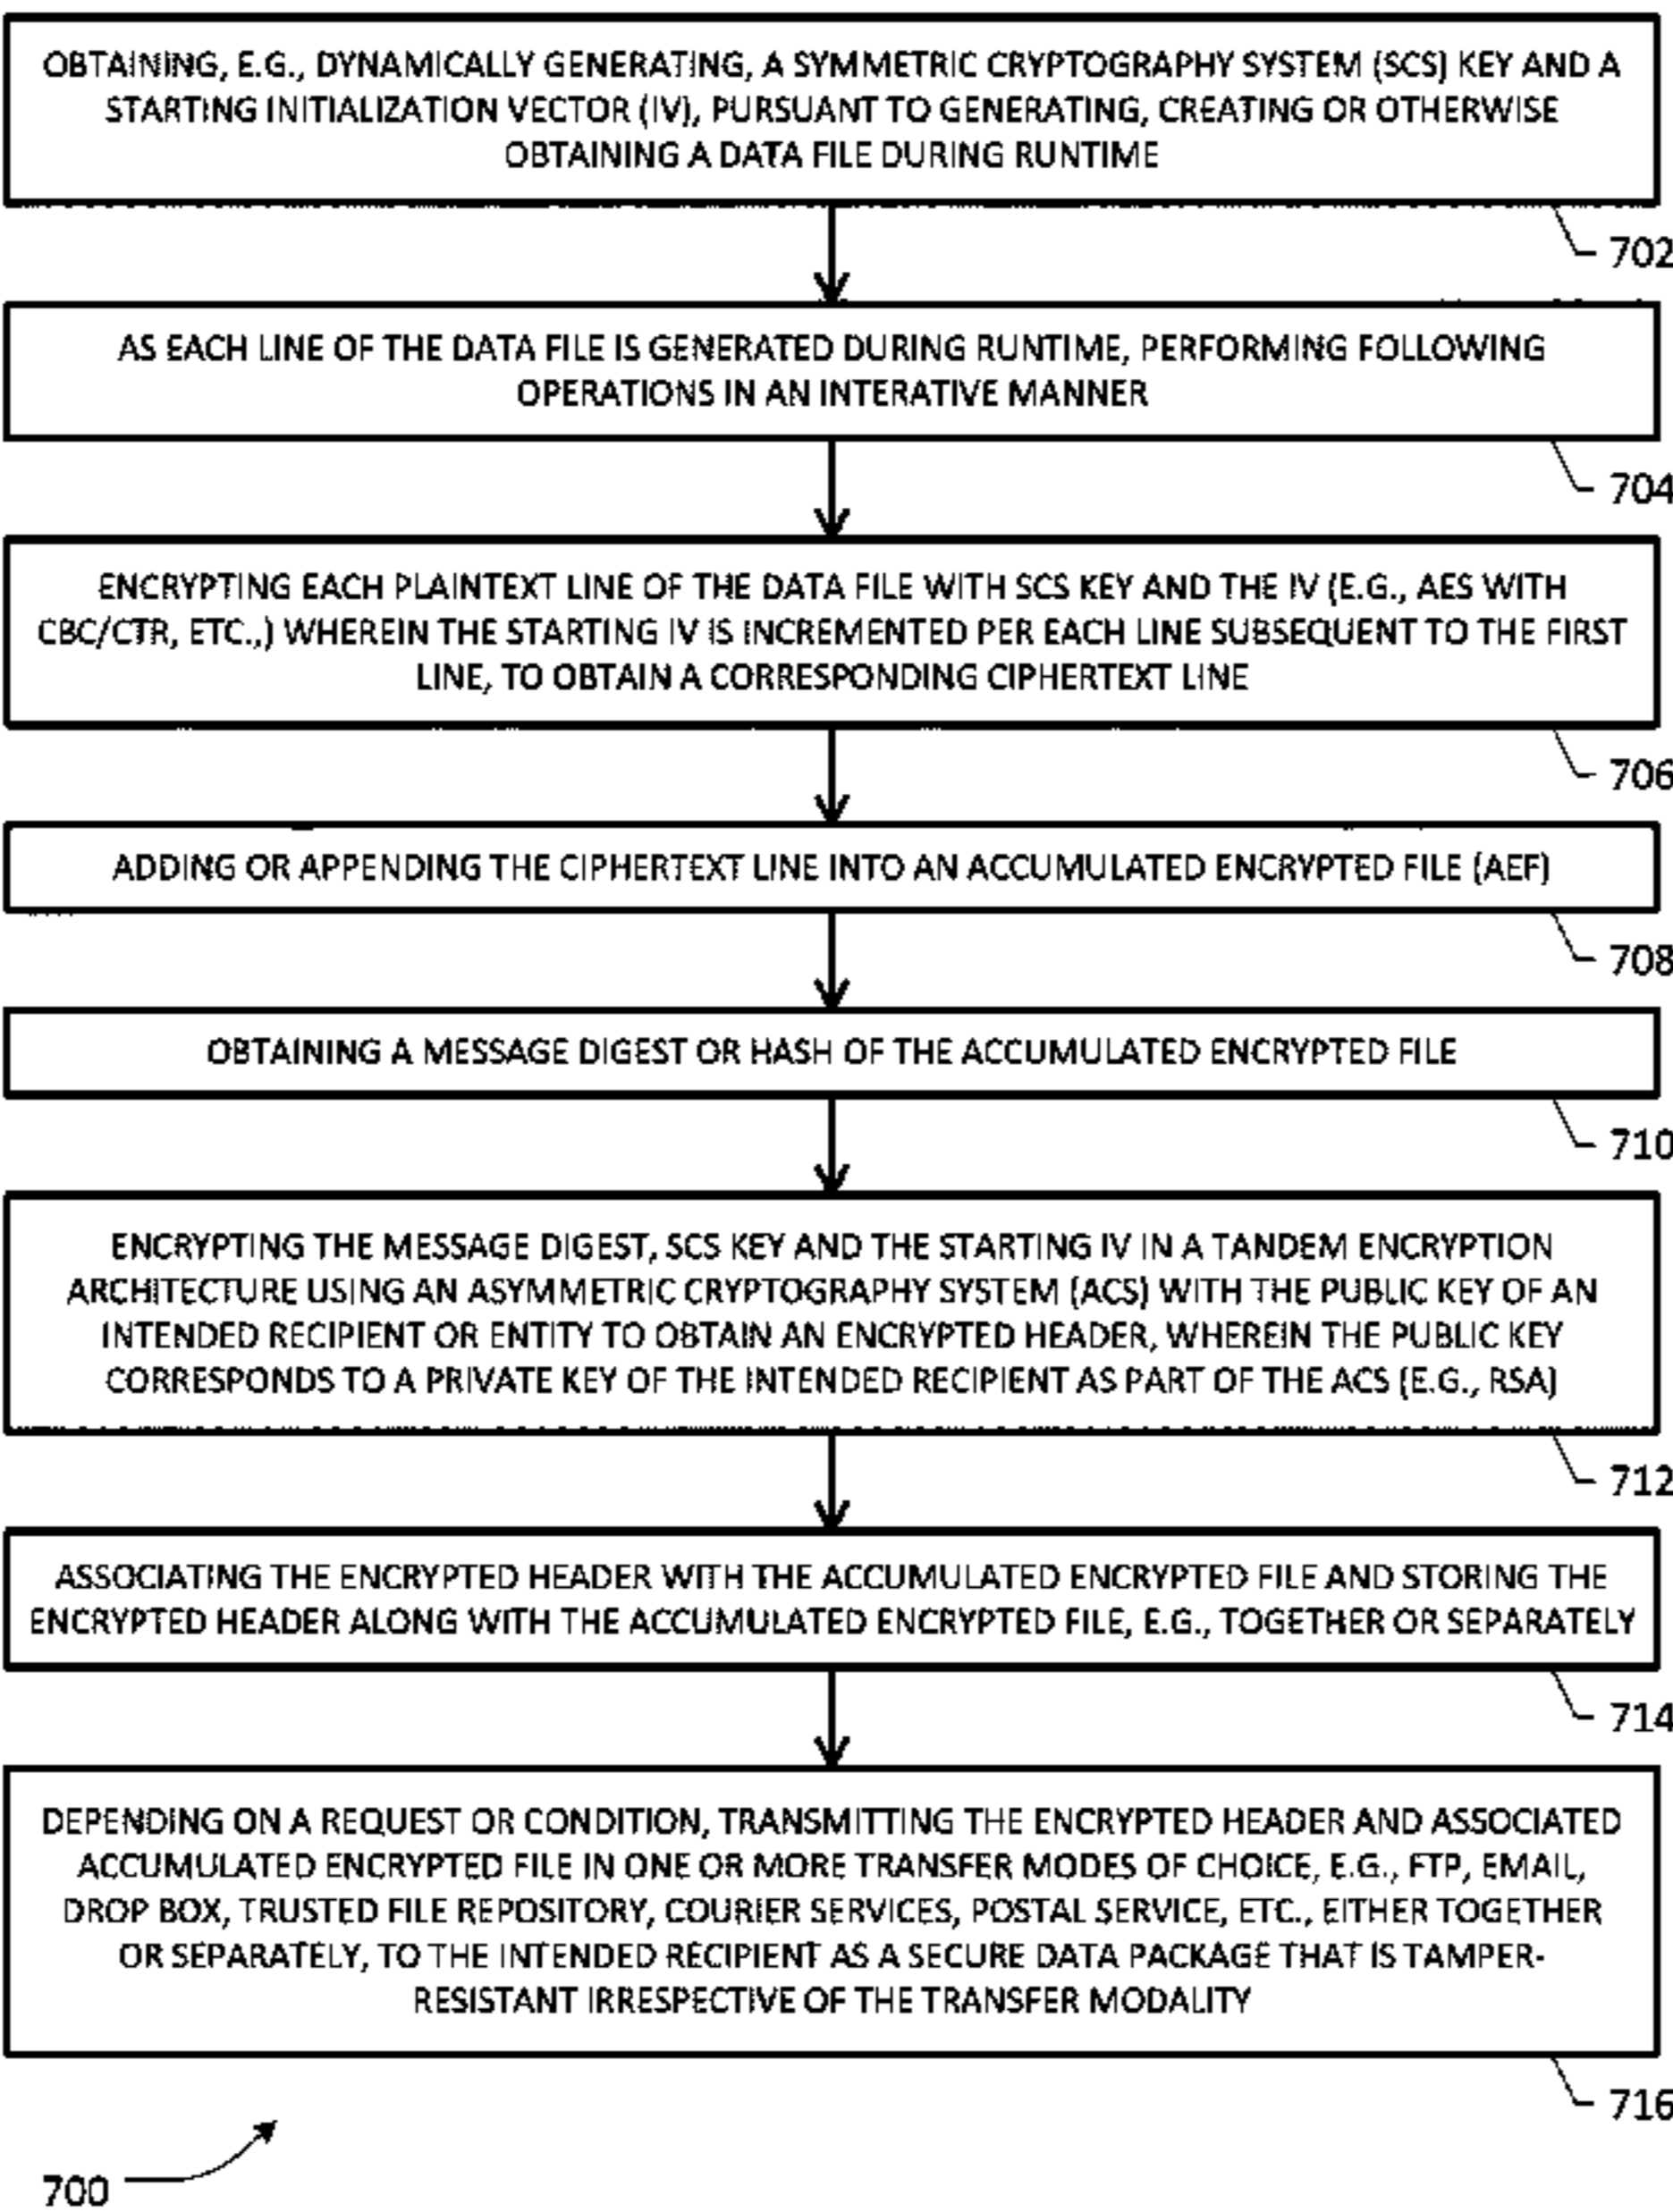 OBTAINING, E.G., DYNAMICALLY GENERATING, A SYMMETRIC CRYPTOGRAPHY SYSTEM (SCS) KEY AND A
STARTING INITIALIZATION VECTOR (IV), PURSUANT TO GENERATING, CREATING OR OTHERWISE
OBTAINING A DATA FILE DURING RUNTIME
702
AS EACH LINE OF THE DATA FILE IS GENERATED DURING RUNTIME, PERFORMING FOLLOWING
OPERATIONS IN AN INTERATIVE MANNER
704
ENCRYPTING EACH PLAINTEXT LINE OF THE DATA FILE WITH SCS KEY AND THE IV (E.G., AES WITH
CBC/CTR, ETC.,) WHEREIN THE STARTING IV IS INCREMENTED PER EACH LINE SUBSEQUENT TO THE FIRST
LINE, TO OBTAIN A CORRESPONDING CIPHERTEXT LINE
706
ADDING OR APPENDING THE CIPHERTEXT LINE INTO AN ACCUMULATED ENCRYPTED FILE (AEF)
708
OBTAINING A MESSAGE DIGEST OR HASH OF THE ACCUMULATED ENCRYPTED FILE
710
ENCRYPTING THE MESSAGE DIGEST, SCS KEY AND THE STARTING IV IN A TANDEM ENCRYPTION
ARCHITECTURE USING AN ASYMMETRIC CRYPTOGRAPHY SYSTEM (ACS) WITH THE PUBLIC KEY OF AN
INTENDED RECIPIENT OR ENTITY TO OBTAIN AN ENCRYPTED HEADER, WHEREIN THE PUBLIC KEY
CORRESPONDS TO A PRIVATE KEY OF THE INTENDED RECIPIENT AS PART OF THE ACS (E.G., RSA)
712
ASSOCIATING THE ENCRYPTED HEADER WITH THE ACCUMULATED ENCRYPTED FILE AND STORING THE
ENCRYPTED HEADER ALONG WITH THE ACCUMULATED ENCRYPTED FILE, E.G., TOGETHER OR SEPARATELY
714
DEPENDING ON A REQUEST OR CONDITION, TRANSMITTING THE ENCRYPTED HEADER AND ASSOCIATED
ACCUMULATED ENCRYPTED FILE IN ONE OR MORE TRANSFER MODES OF CHOICE, E.G., FTP, EMAIL,
DROP BOX, TRUSTED FILE REPOSITORY, COURIER SERVICES, POSTAL SERVICE, ETC., EITHER TOGETHER
OR SEPARATELY, TO THE INTENDED RECIPIENT AS A SECURE DATA PACKAGE THAT IS TAMPER-
RESISTANT IRRESPECTIVE OF THE TRANSFER MODALITY
716
700